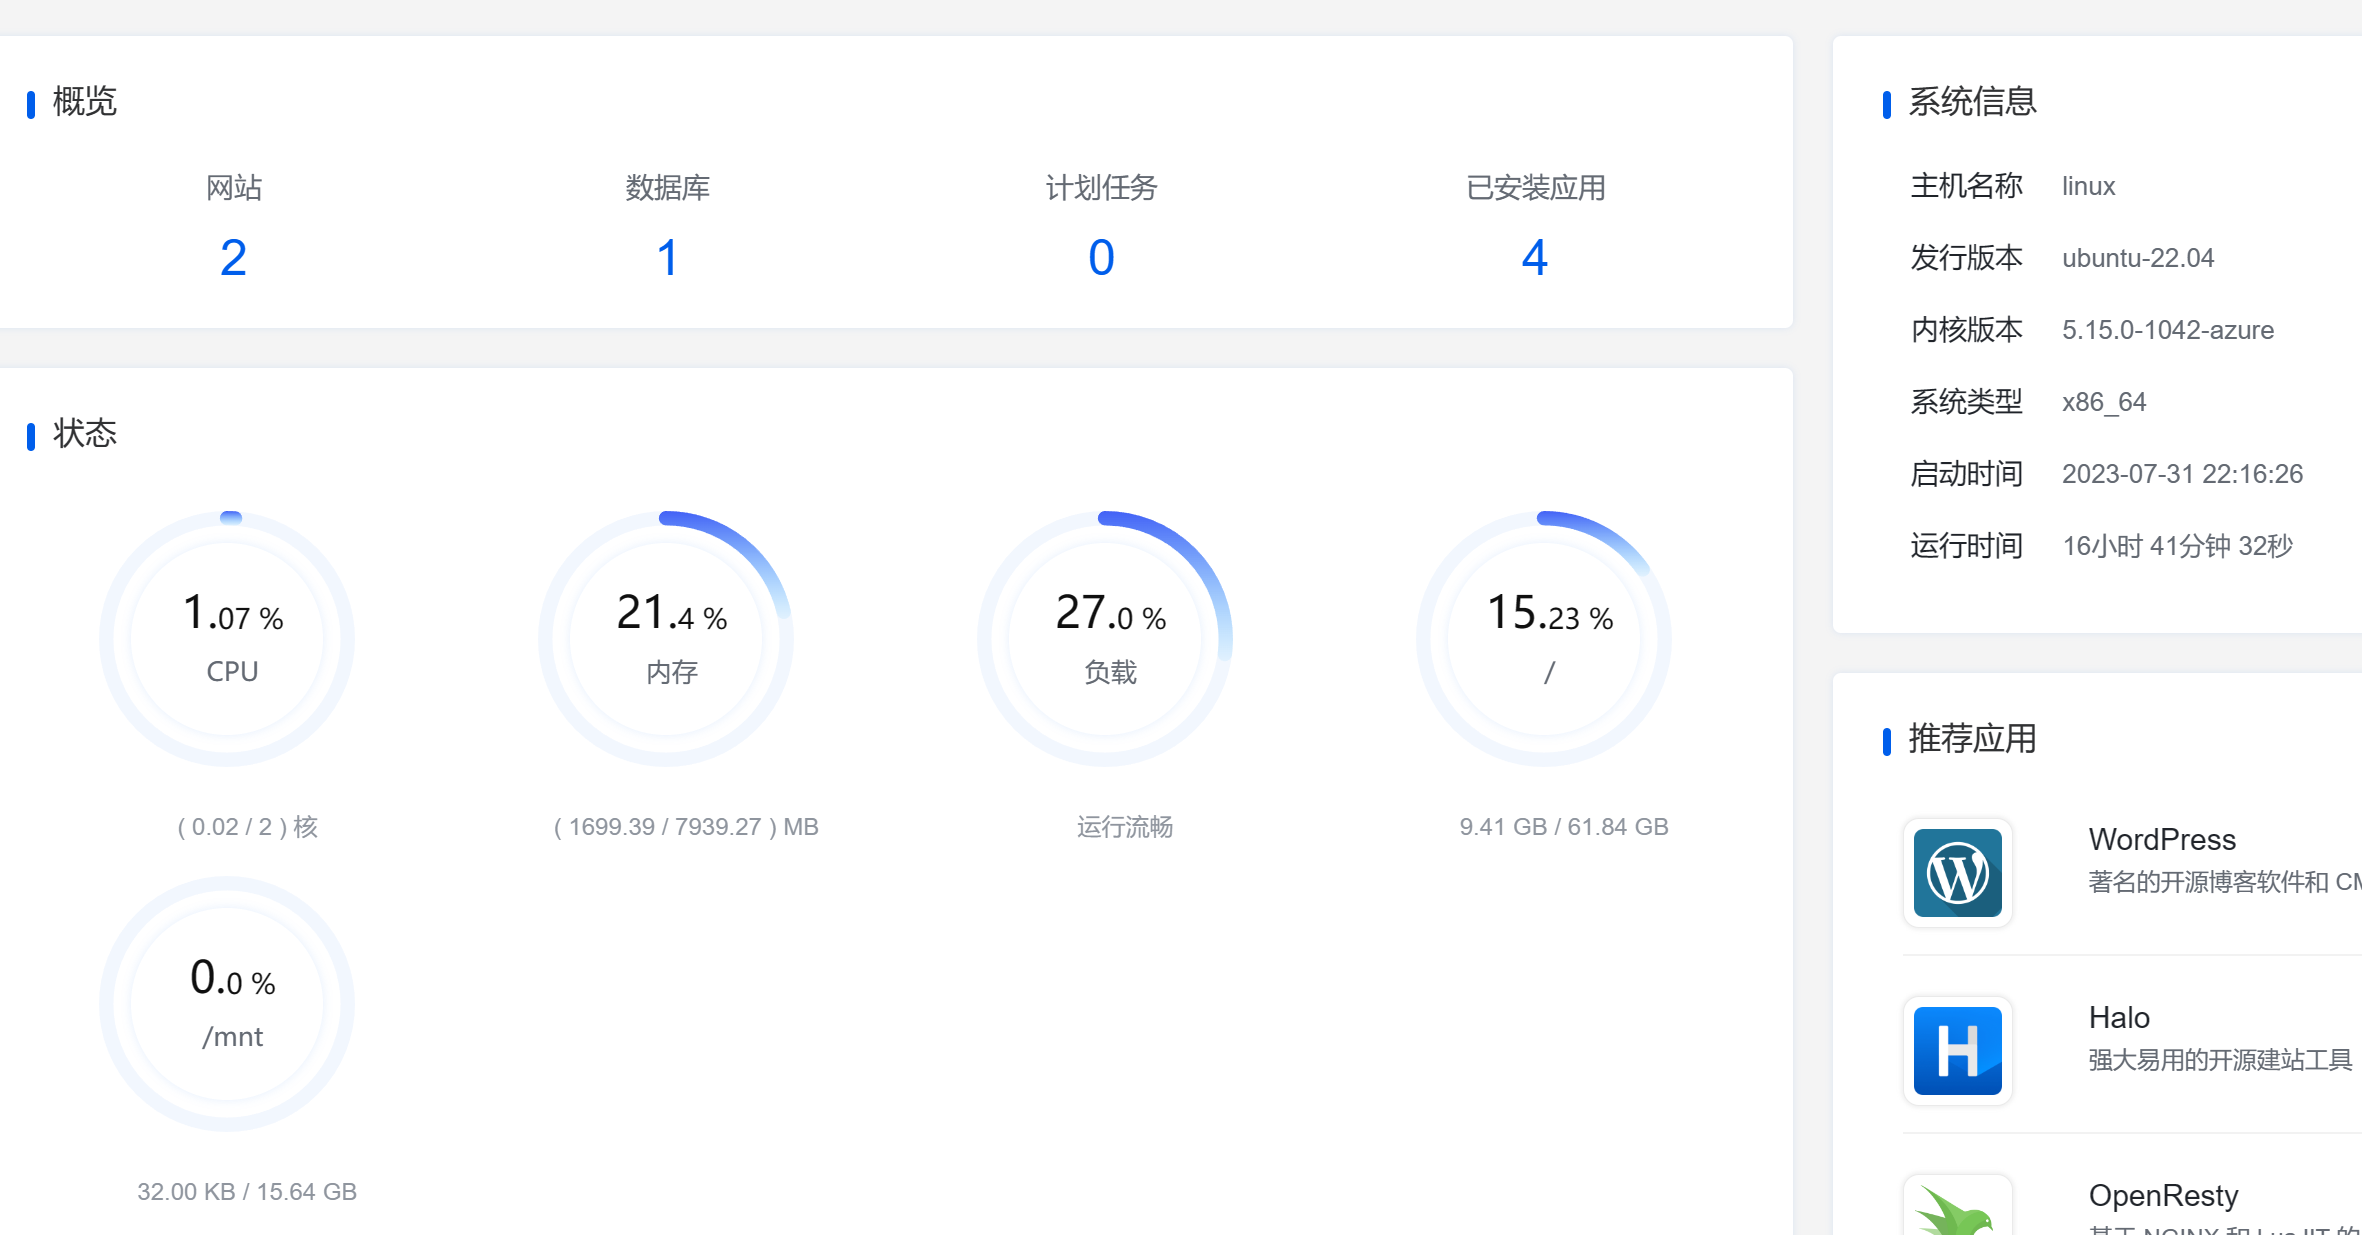 概览
网站
数据库
计划任务
已安装应用
2
1
0
4
状态
1.07 %
CPU
( 0.02 / 2 ) 核
21.4 %
内存
( 1699.39 / 7939.27 ) MB
27.0 %
负载
运行流畅
15.23 %
/
9.41 GB / 61.84 GB
0.0 %
/mnt
32.00 KB / 15.64 GB
系统信息
主机名称 linux
发行版本 ubuntu-22.04
内核版本 5.15.0-1042-azure
系统类型 x86_64
启动时间 2023-07-31 22:16:26
运行时间 16小时 41分钟 32秒
推荐应用
WordPress
著名的开源博客软件和
Halo
强大易用的开源建站工具
OpenResty
基于 NGINX 和 LuaJIT 的